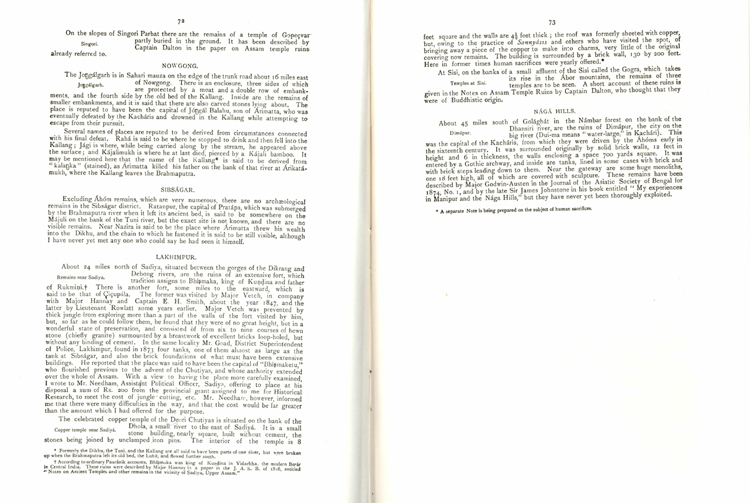 72
On the slopes of Singori Parbat there are the remains of a temple of Gopeçvar
Singori.
partly buried in the ground. It has been described by
Captain Dalton in the paper on Assam temple ruins
already referred to.
NOWGONG.
The Joŋgālgarh is in Sahari mauza on the edge of the trunk road about 16 miles east
Joŋgālgarh.
of Nowgong. There is an enclosure, three sides of which
are protected by a moat and a double row of embank-
ments, and the fourth side by the old bed of the Kallang. Inside are the remains of
smaller embankments, and it is said that there are also carved stones lying about. The
place is reputed to have been the capital of Joŋgāl Balahu, son of Ārimatta, who was
eventually defeated by the Kachāris and drowned in the Kallang while attempting to
escape from their pursuit.
Several names of places are reputed to be derived from circumstances connected
with his final defeat. Rahā is said to be where he stopped to drink and then fell into the
Kallang; Jāgi is where, while being carried along by the stream, he appeared above
the surface; and Kājalimukh is where he at last died, pierced by a Kājali bamboo. It
may be mentioned here that the name of the Kallang* is said to be derived from
"kalaŋka" (stained), as Ārimatta killed his father on the bank of that river at Ārikatā-
mukh, where the Kallang leaves the Brahmaputra.
SIBSĀGAR.
Excluding Āhōm remains, which are very numerous, there are no archæological
remains in the Sibsāgar district. Ratanpur, the capital of Pratāpa, which was submerged
by the Brahmaputra river when it left its ancient bed, is said to be somewhere on the
Mājuli on the bank of the Tuni river, but the exact site is not known, and there are no
visible remains. Near Nazira is said to be the place where Ārimatta threw his wealth
into the Dikhu, and the chain to which he fastened it is said to be still visible, although
I have never yet met any one who could say he had seen it himself.
LAKHIMPUR.
About 24 miles north of Sadiya, situated between the gorges of the Dikrang and
Remains near Sadiya.
Debong rivers, are the ruins of an extensive fort, which
tradition assigns to Bhīṣmaka, king of Kuṇḍina and father
of Rukmiṇi.† There is another fort, some miles to the eastward, which is
said to be that of Çiçupāla. The former was visited by Major Vetch, in company
with Major Hannay and Captain E. H. Smith, about the year 1847, and the
latter by Lieutenant Rowlatt some years earlier. Major Vetch was prevented by
thick jungle from exploring more than a part of the walls of the fort visited by him,
but, so far as he could follow them, he found that they were of no great height, but in a
wonderful state of preservation, and consisted of from six to nine courses of hewn
stone (chiefly granite) surmounted by a breastwork of excellent bricks loop-holed, but
without any binding of cement. In the same locality Mr. Goad, District Superintendent
of Police, Lakhimpur, found in 1873 four tanks, one of them almost as large as the
tank at Sibsāgar, and also the brick foundations of what must have been extensive
buildings. He reported that the place was said to have been the capital of "Bhīṣmaketu,"
who flourished previous to the advent of the Chutiyas, and whose authority extended
over the whole of Assam. With a view to having the place more carefully examined,
I wrote to Mr. Needham, Assistant Political Officer, Sadiya, offering to place at his
disposal a sum of Rs. 200 from the provincial grant assigned to me for Historical
Research, to meet the cost of jungle cutting, etc. Mr. Needham, however, informed
me that there were many difficulties in the way, and that the cost would be far greater
than the amount which I had offered for the purpose.
The celebrated copper temple of the Deori Chutiyas is situated on the bank of the
Copper temple near Sadiyā.
Dhola, a small river to the east of Sadiyā. It is a small
stone building, nearly square, built without cement, the
stones being joined by unclamped iron pins. The interior of the temple is 8
* Formerly the Dikhu, the Tuni, and the Kallang are all said to have been parts of one river, but were broken
up when the Brahmaputra left its old bed, the Lohit, and flowed further south.
† According to ordinary Paurānik accounts, Bhīṣmaka was king of Kuṇḍina in Vidarbha, the modern Berār
in Central India. These ruins were described by Major Hannay in a paper in the J. A. S. B. of 1848, entitled
"Notes on Ancient Temples and other remains in the vicinity of Sadiya, Upper Assam."
73
feet square and the walls are 4½ feet thick; the roof was formerly sheeted with copper,
but, owing to the practice of Sannyāsis and others who have visited the spot, of
bringing away a piece of the copper to make into charms, very little of the original
covering now remains. The building is surrounded by a brick wall, 130 by 200 feet.
Here in former times human sacrifices were yearly offered.*
At Sisi, on the banks of a small affluent of the Sisi called the Gogra, which takes
Temples at Sisi.
its rise in the Abor mountains, the remains of three
temples are to be seen. A short account of these ruins is
given in the Notes on Assam Temple Ruins by Captain Dalton, who thought that they
were of Buddhistic origin.
NĀGĀ HILLS.
About 45 miles south of Golāghāt in the Nāmbar forest on the bank of the
Dimāpur.
Dhansiri river, are the ruins of Dimāpur, the city on the
big river (Dui-ma means "water-large," in Kachāri). This
was the capital of the Kachāris, from which they were driven by the Āhōms early in
the sixteenth century. It was surrounded originally by solid brick walls, 12 feet in
height and 6 in thickness, the walls enclosing a space 700 yards square. It was
entered by a Gothic archway, and inside are tanks, lined in some cases with brick and
with brick steps leading down to them. Near the gateway are some huge monoliths,
one 16 feet high, all of which are covered with sculpture. These remains have been
described by Major Godwin-Austen in the Journal of the Asiatic Society of Bengal for
1874, No. 1, and by the late Sir James Johnstone in his book entitled "My experiences
in Manipur and the Nāga Hills," but they have never yet been thoroughly exploited.
* A separate Note is being prepared on the subject of human sacrifices.